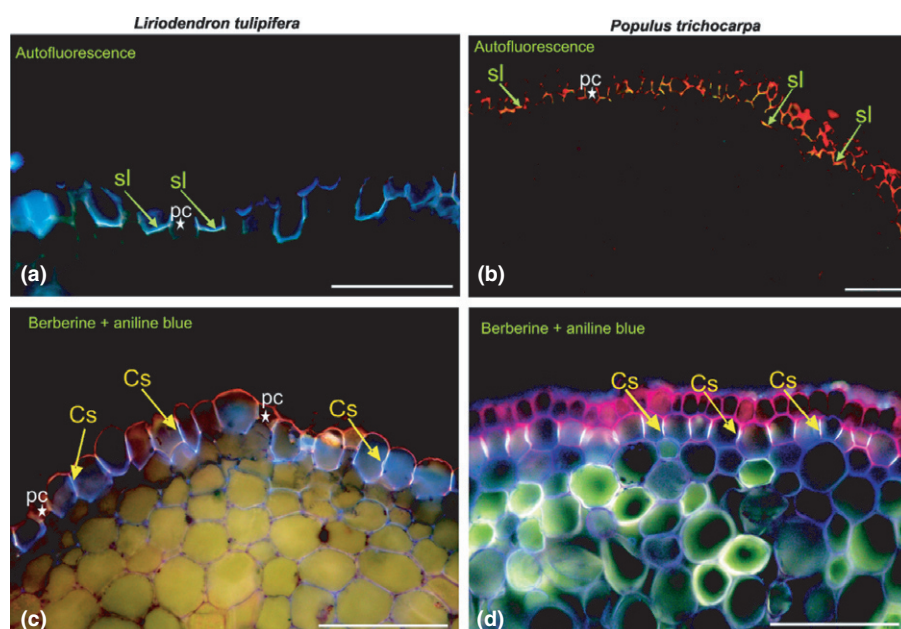 Liriodendron tulipifera
Populus trichocarpa
Autofluorescence
sl
sl
pc
(a)
Autofluorescence
sl
pc
sl
sl
(b)
Berberine + aniline blue
Cs
Cs
pc
Cs
pc
(c)
Berberine + aniline blue
Cs
Cs
Cs
(d)